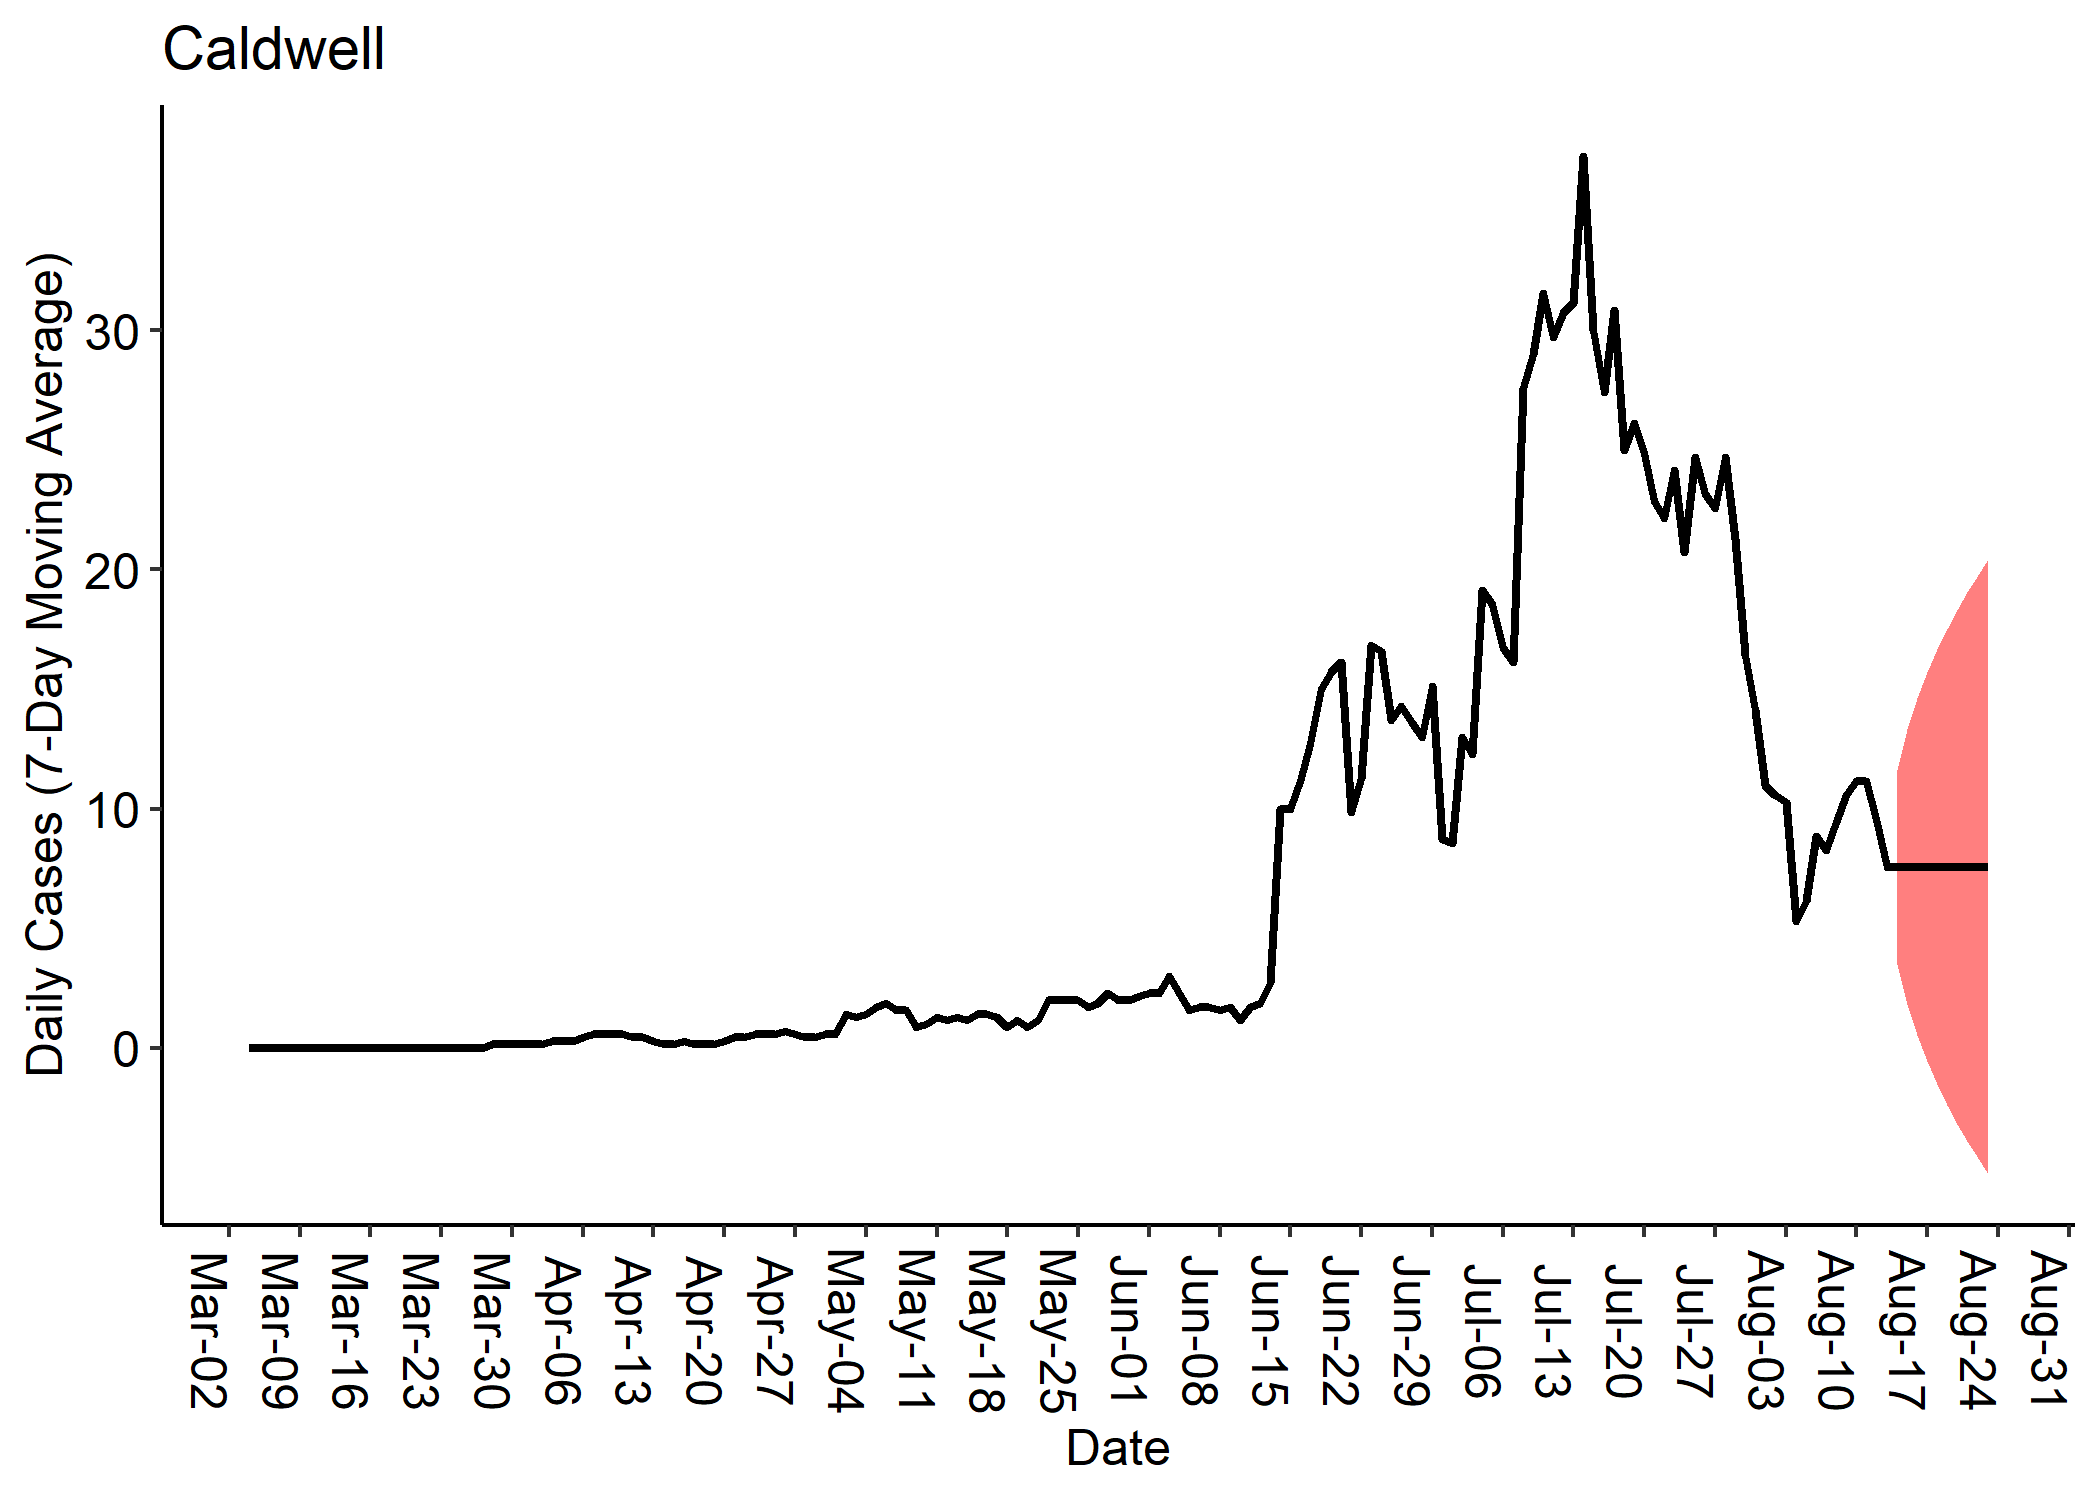 Caldwell
Daily Cases (7-Day Moving Average)
30
20
10
0
Mar-02
Mar-09
Mar-16
Mar-23
Mar-30
Apr-06
Apr-13
Apr-20
Apr-27
May-04
May-11
May-18
May-25
Jun-01
Jun-08
Jun-15
Jun-22
Jun-29
Jul-06
Jul-13
Jul-20
Jul-27
Aug-03
Aug-10
Aug-17
Aug-24
Aug-31
Date